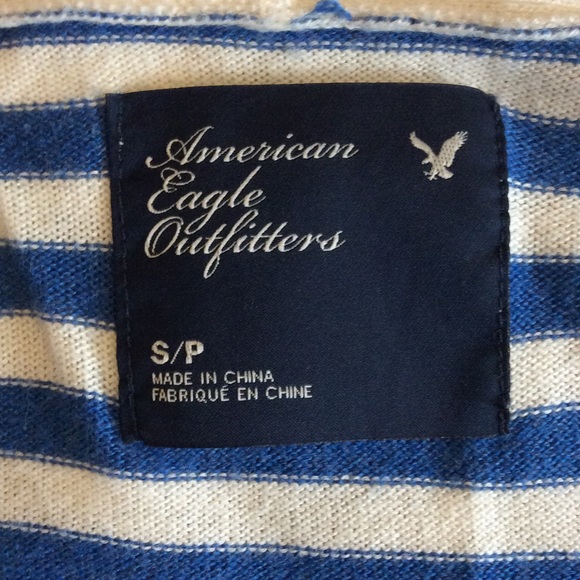 American
Eagle
Outfitters
S/P
MADE IN CHINA
FABRIQUÉ EN CHINE